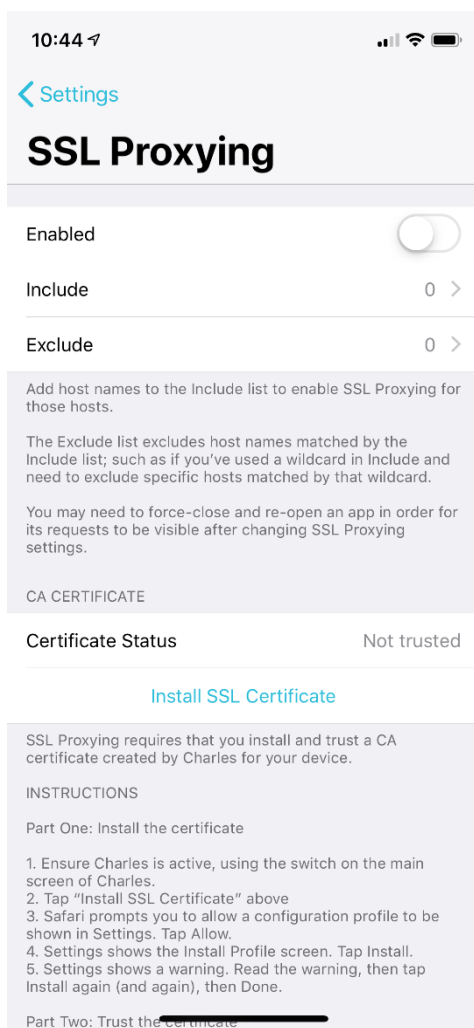 10:44
Settings
SSL Proxying
Enabled
Include 0
Exclude 0
Add host names to the Include list to enable SSL Proxying for
those hosts.
The Exclude list excludes host names matched by the
Include list; such as if you've used a wildcard in Include and
need to exclude specific hosts matched by that wildcard.
You may need to force-close and re-open an app in order for
its requests to be visible after changing SSL Proxying
settings.
CA CERTIFICATE
Certificate Status Not trusted
Install SSL Certificate
SSL Proxying requires that you install and trust a CA
certificate created by Charles for your device.
INSTRUCTIONS
Part One: Install the certificate
1. Ensure Charles is active, using the switch on the main
screen of Charles.
2. Tap "Install SSL Certificate" above
3. Safari prompts you to allow a configuration profile to be
shown in Settings. Tap Allow.
4. Settings shows the Install Profile screen. Tap Install.
5. Settings shows a warning. Read the warning, then tap
Install again (and again), then Done.
Part Two: Trust the certificate